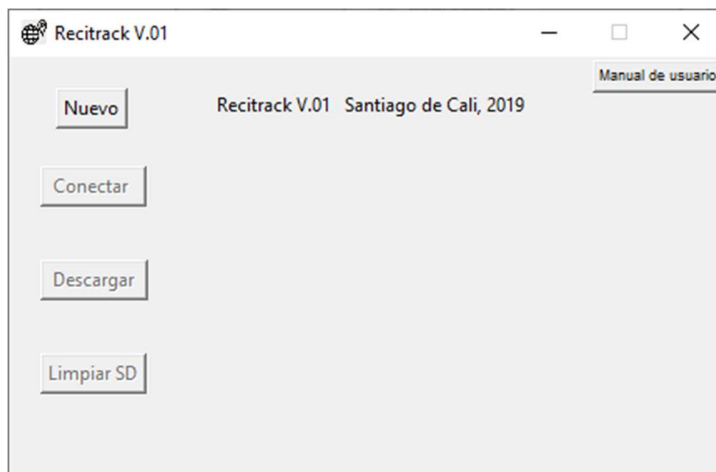 Recitrack V.01
Manual de usuario
Nuevo
Recitrack V.01 Santiago de Cali, 2019
Conectar
Descargar
Limpiar SD